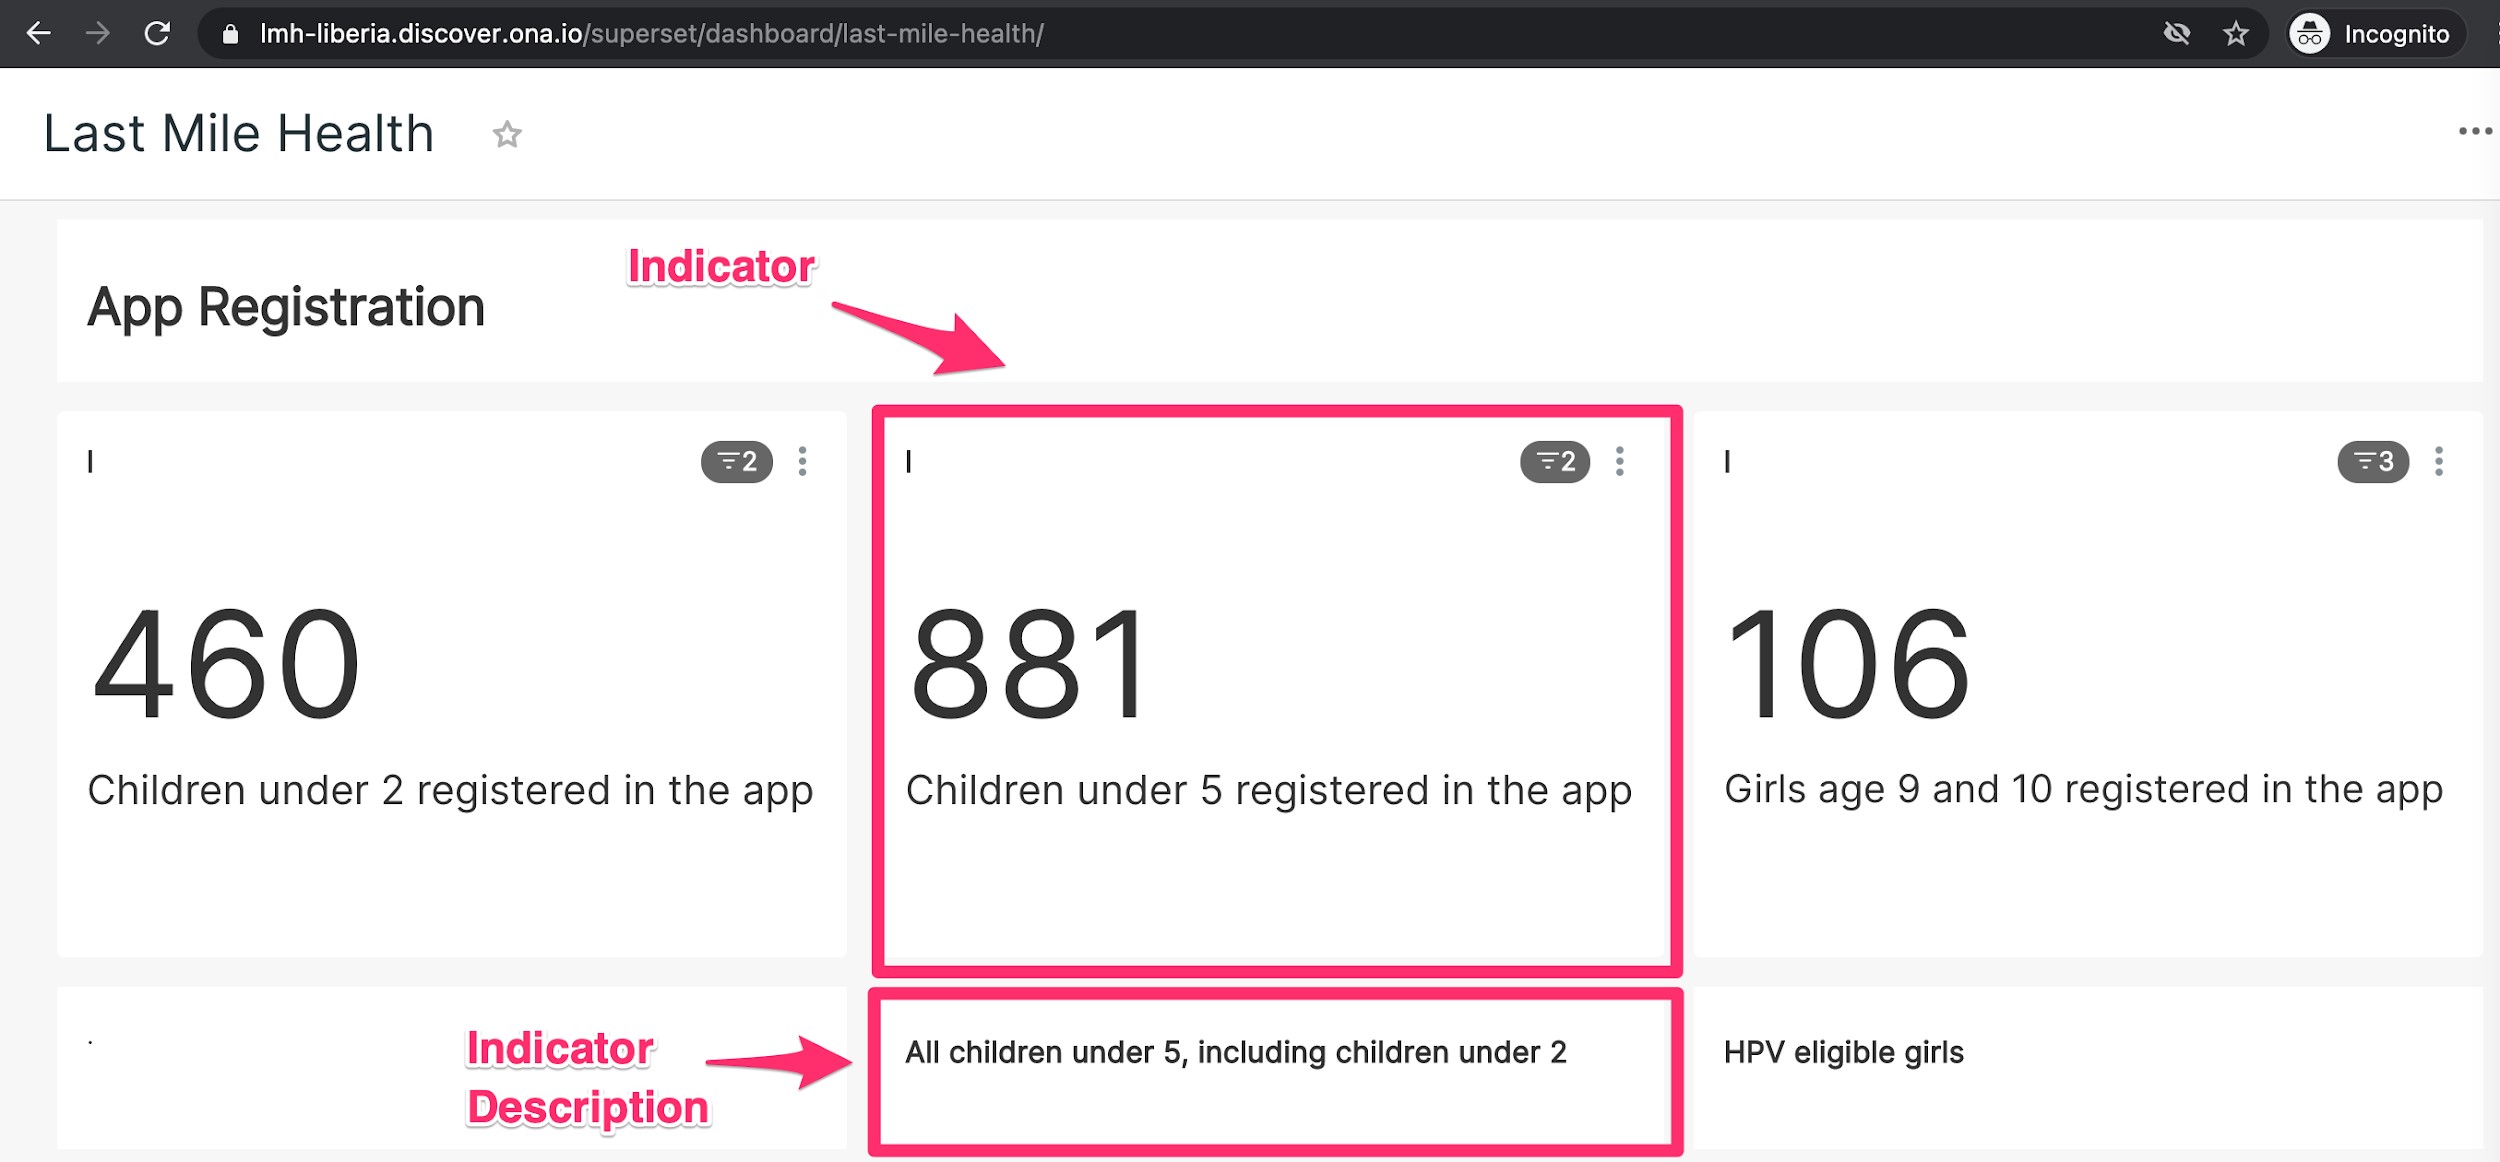 lmh-liberia.discover.ona.io/superset/dashboard/last-mile-health/
Incognito
Last Mile Health
Indicator
App Registration
I
2
I
2
I
3
460
881
106
Children under 2 registered in the app
Children under 5 registered in the app
Girls age 9 and 10 registered in the app
.
Indicator
Description
All children under 5, including children under 2
HPV eligible girls